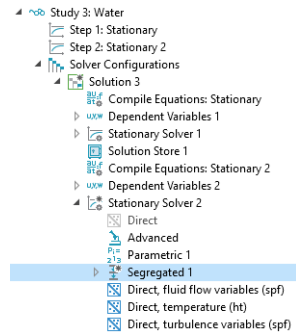 Study 3: Water
Step 1: Stationary
Step 2: Stationary 2
Solver Configurations
Solution 3
Compile Equations: Stationary
Dependent Variables 1
Stationary Solver 1
Solution Store 1
Compile Equations: Stationary 2
Dependent Variables 2
Stationary Solver 2
Direct
Advanced
Parametric 1
Segregated 1
Direct, fluid flow variables (spf)
Direct, temperature (ht)
Direct, turbulence variables (spf)